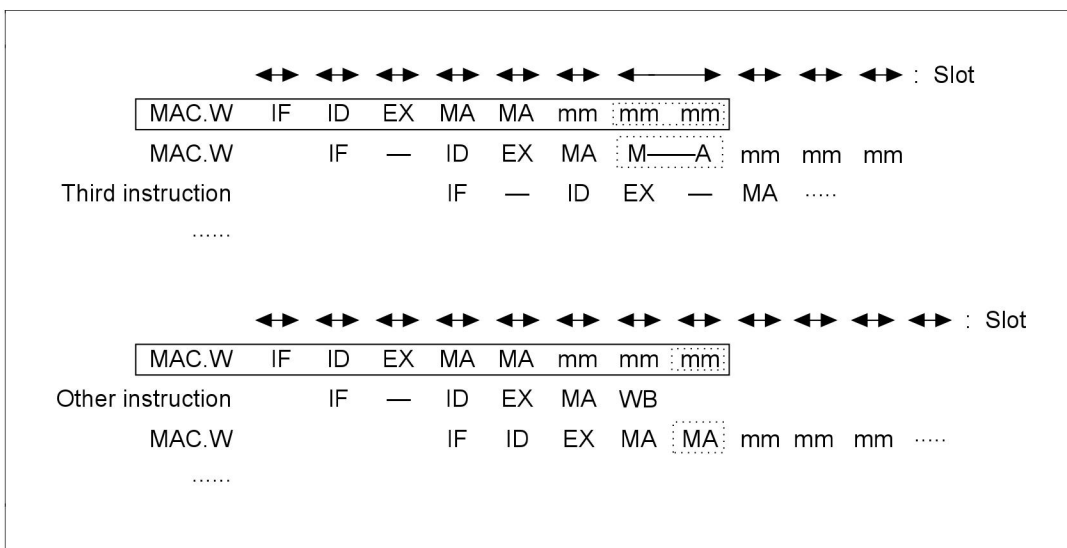 : Slot
MAC.W IF ID EX MA MA mm mm mm
MAC.W IF — ID EX MA M——A mm mm mm
Third instruction IF — ID EX — MA ·····
······
: Slot
MAC.W IF ID EX MA MA mm mm mm
Other instruction IF — ID EX MA WB
MAC.W IF ID EX MA MA mm mm mm ·····
······